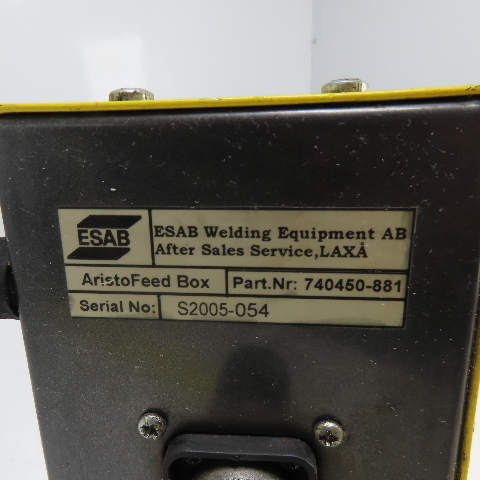 ESAB
ESAB Welding Equipment AB
After Sales Service,LAXÅ
AristoFeed Box
Part.Nr: 740450-881
Serial No:
S2005-054